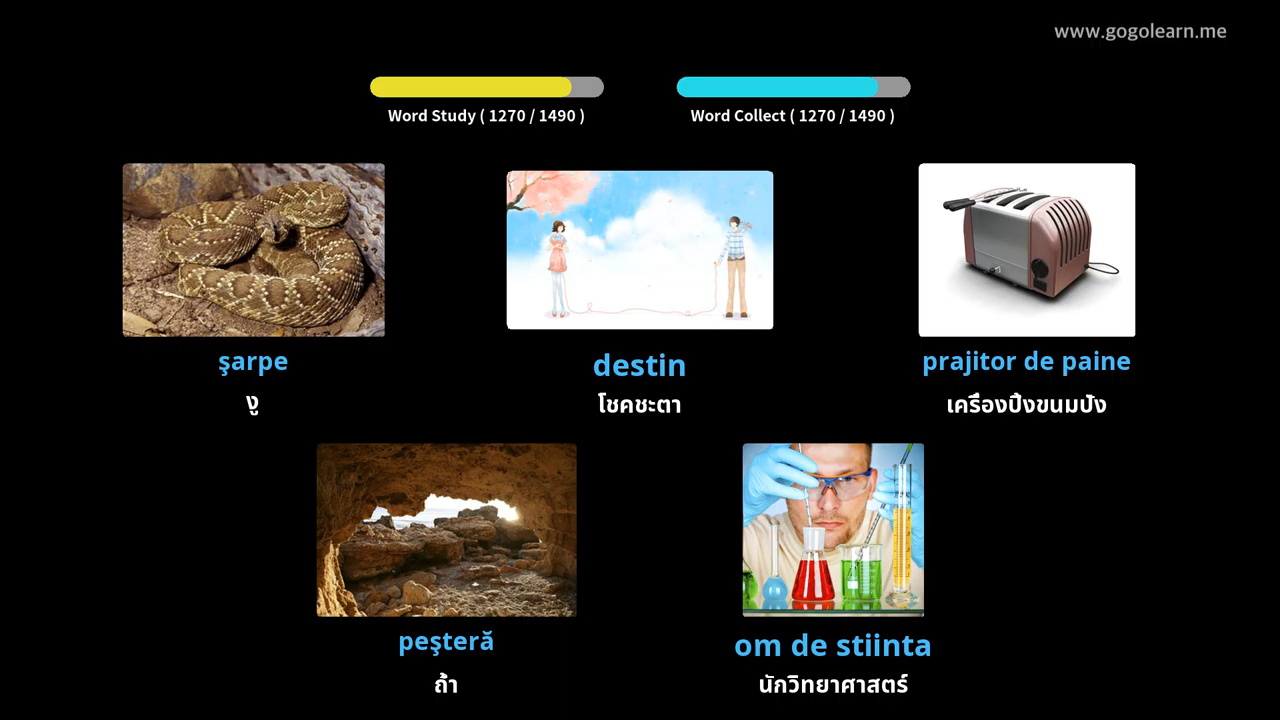 www.gogolearn.me
Word Study ( 1270 / 1490 )
Word Collect ( 1270 / 1490 )
şarpe
destin
prajitor de paine
งู
โชคชะตา
เครื่องปิ้งขนมปัง
peşteră
om de stiinta
ถ้ำ
นักวิทยาศาสตร์